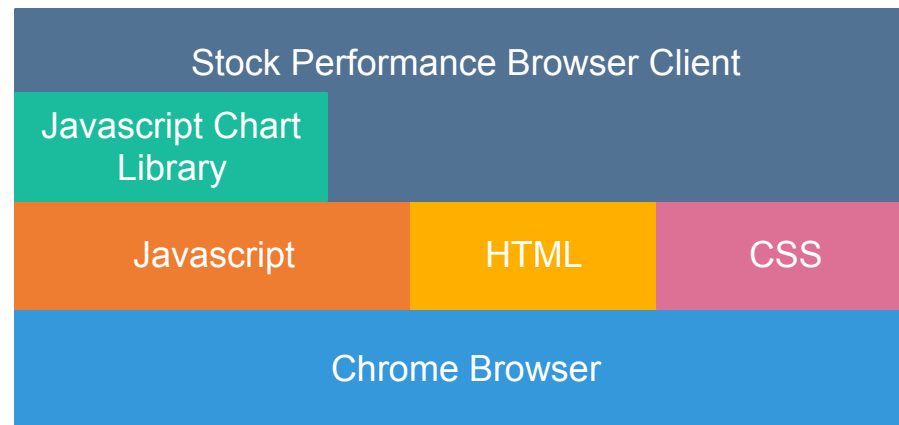 Stock Performance Browser Client
Javascript Chart
Library
Javascript
HTML
CSS
Chrome Browser